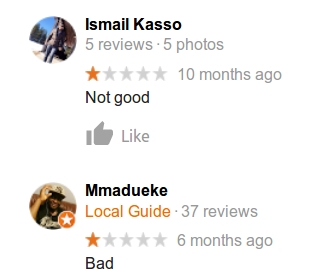 Ismail Kasso
5 reviews · 5 photos
10 months ago
Not good
Like
Mmadueke
Local Guide · 37 reviews
6 months ago
Bad